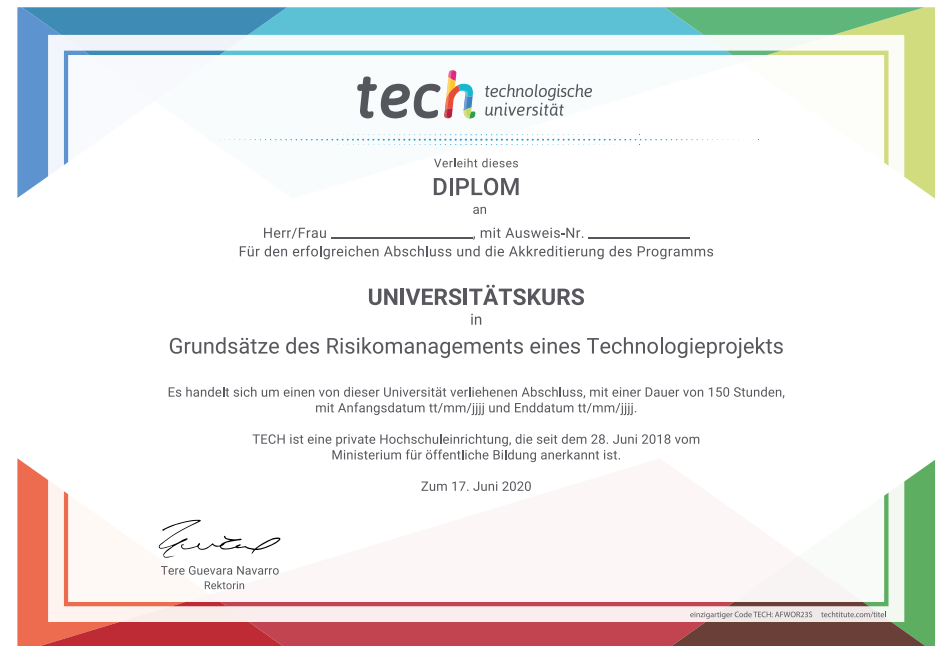 tech technologische
universität
Verleiht dieses
DIPLOM
an
Herr/Frau ____________, mit Ausweis-Nr. ____________
Für den erfolgreichen Abschluss und die Akkreditierung des Programms
UNIVERSITÄTSKURS
in
Grundsätze des Risikomanagements eines Technologieprojekts
Es handelt sich um einen von dieser Universität verliehenen Abschluss, mit einer Dauer von 150 Stunden,
mit Anfangsdatum tt/mm/jjjj und Enddatum tt/mm/jjjj.
TECH ist eine private Hochschuleinrichtung, die seit dem 28. Juni 2018 vom
Ministerium für öffentliche Bildung anerkannt ist.
Zum 17. Juni 2020
Tere Guevara Navarro
Rektorin
einzigartiger Code TECH: AFWOR23S techtitute.com/titel